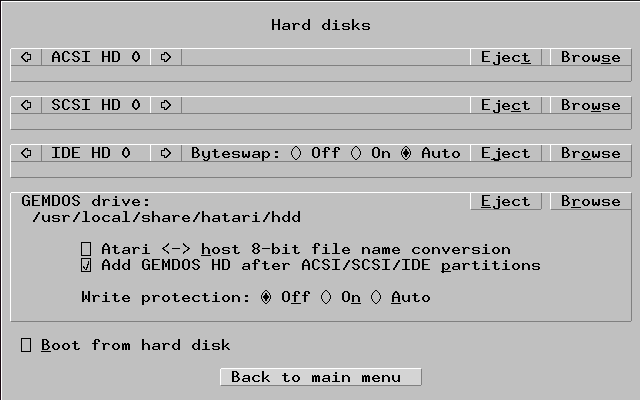 Hard disks
ACSI HD 0 Eject Browse
SCSI HD 0 Eject Browse
IDE HD 0 Byteswap: Off On Auto Eject Browse
GEMDOS drive: Eject Browse
/usr/local/share/hatari/hdd
Atari <-> host 8-bit file name conversion
Add GEMDOS HD after ACSI/SCSI/IDE partitions
Write protection: Off On Auto
Boot from hard disk
Back to main menu